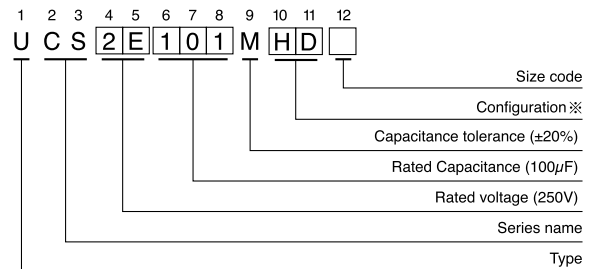 1 2 3 4 5 6 7 8 9 10 11 12
U C S 2 E 1 0 1 M H D
Size code
Configuration※
Capacitance tolerance (±20%)
Rated Capacitance (100µF)
Rated voltage (250V)
Series name
Type